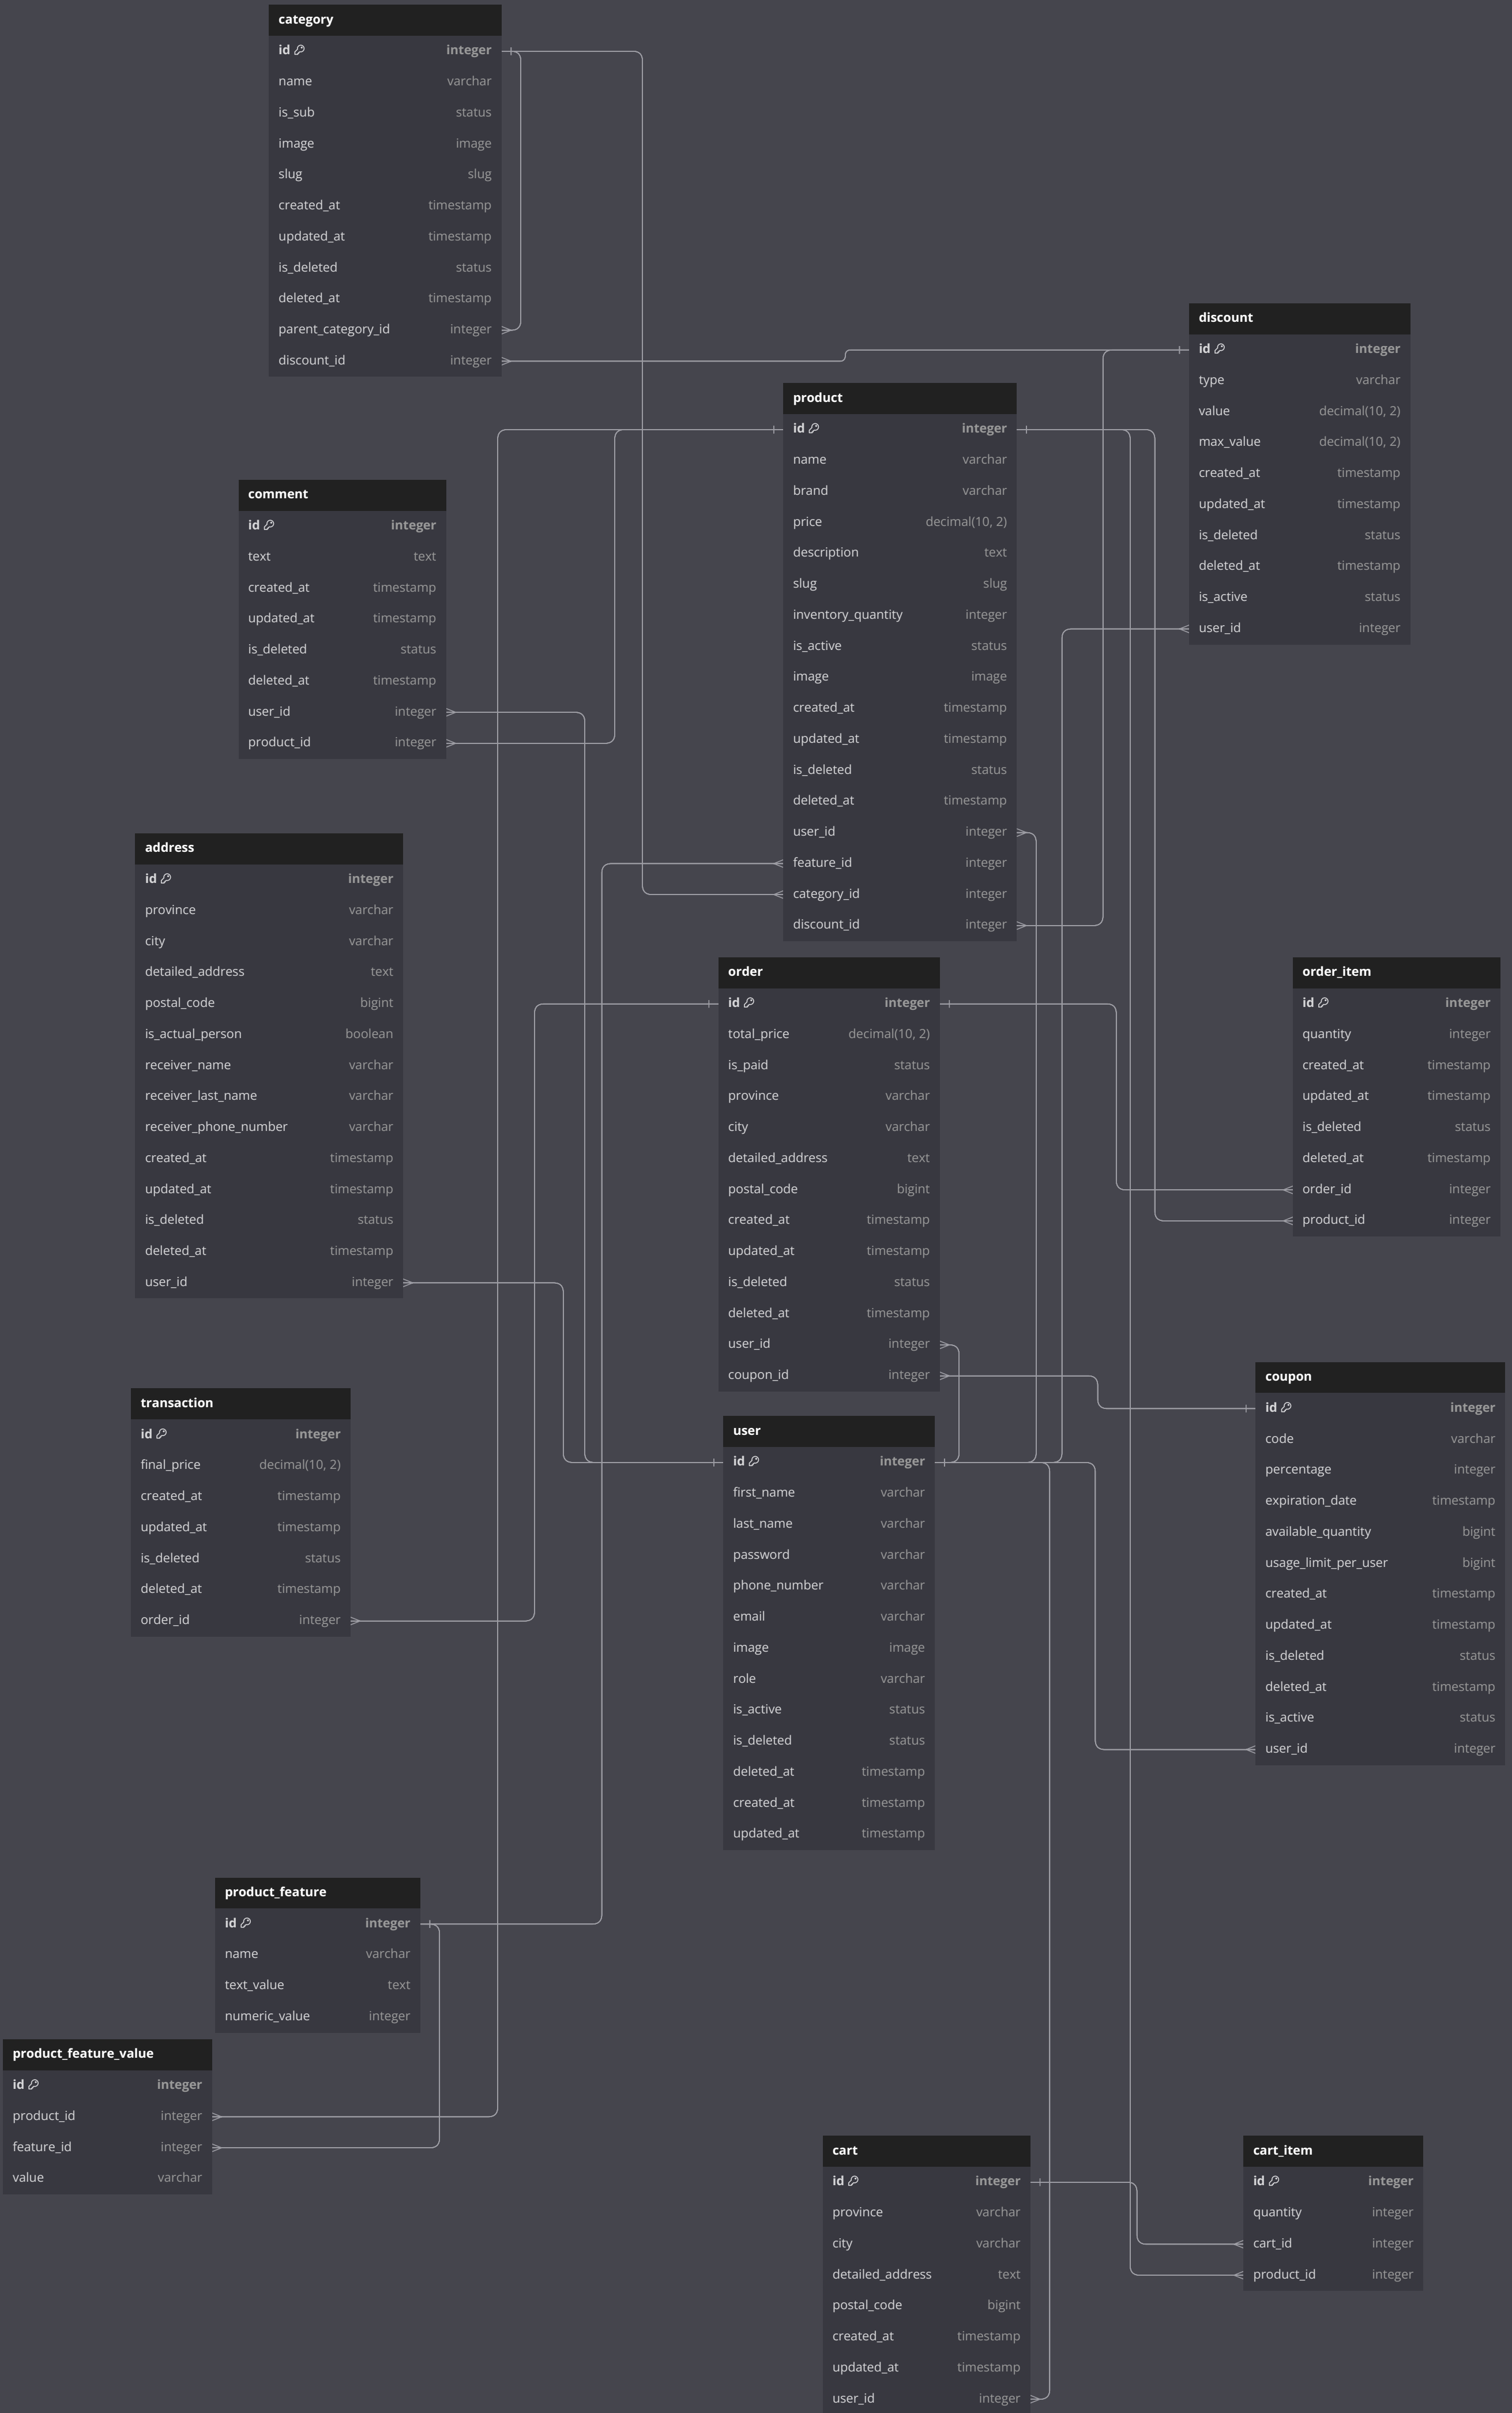 category
id integer
name varchar
is_sub status
image image
slug slug
created_at timestamp
updated_at timestamp
is_deleted status
deleted_at timestamp
parent_category_id integer
discount_id integer
discount
id integer
type varchar
value decimal(10, 2)
max_value decimal(10, 2)
created_at timestamp
updated_at timestamp
is_deleted status
deleted_at timestamp
is_active status
user_id integer
product
id integer
name varchar
brand varchar
price decimal(10, 2)
description text
slug slug
inventory_quantity integer
is_active status
image image
created_at timestamp
updated_at timestamp
is_deleted status
deleted_at timestamp
user_id integer
feature_id integer
category_id integer
discount_id integer
comment
id integer
text text
created_at timestamp
updated_at timestamp
is_deleted status
deleted_at timestamp
user_id integer
product_id integer
address
id integer
province varchar
city varchar
detailed_address text
postal_code bigint
is_actual_person boolean
receiver_name varchar
receiver_last_name varchar
receiver_phone_number varchar
created_at timestamp
updated_at timestamp
is_deleted status
deleted_at timestamp
user_id integer
order
id integer
total_price decimal(10, 2)
is_paid status
province varchar
city varchar
detailed_address text
postal_code bigint
created_at timestamp
updated_at timestamp
is_deleted status
deleted_at timestamp
user_id integer
coupon_id integer
order_item
id integer
quantity integer
created_at timestamp
updated_at timestamp
is_deleted status
deleted_at timestamp
order_id integer
product_id integer
transaction
id integer
final_price decimal(10, 2)
created_at timestamp
updated_at timestamp
is_deleted status
deleted_at timestamp
order_id integer
user
id integer
first_name varchar
last_name varchar
password varchar
phone_number varchar
email varchar
image image
role varchar
is_active status
is_deleted status
deleted_at timestamp
created_at timestamp
updated_at timestamp
coupon
id integer
code varchar
percentage integer
expiration_date timestamp
available_quantity bigint
usage_limit_per_user bigint
created_at timestamp
updated_at timestamp
is_deleted status
deleted_at timestamp
is_active status
user_id integer
product_feature
id integer
name varchar
text_value text
numeric_value integer
product_feature_value
id integer
product_id integer
feature_id integer
value varchar
cart
id integer
province varchar
city varchar
detailed_address text
postal_code bigint
created_at timestamp
updated_at timestamp
user_id integer
cart_item
id integer
quantity integer
cart_id integer
product_id integer